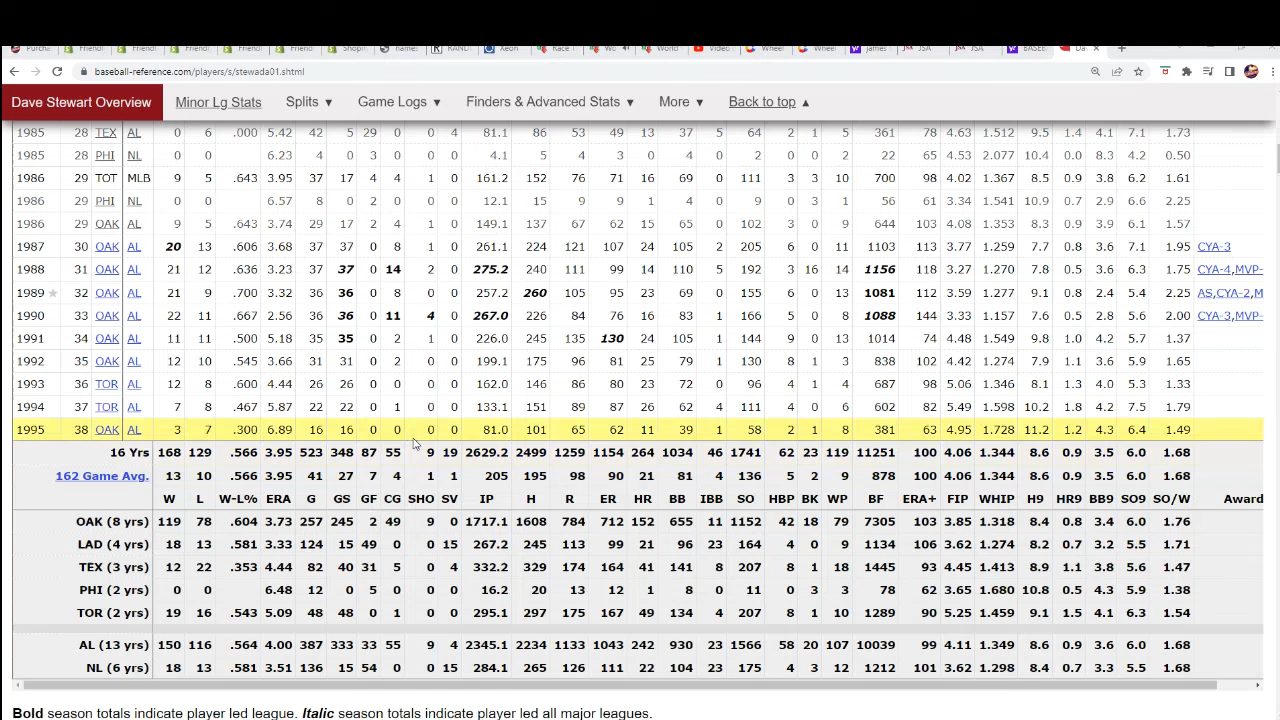 Purcha Friend Friend Friend Friend Friend Shopif name: RAND Xeon Race World World Video Wheel Wheel James JSA JSA BASEB Da
baseball-reference.com/players/s/stewada01.shtml
Dave Stewart Overview Minor Lg Stats Splits ▼ Game Logs ▼ Finders & Advanced Stats ▼ More ▼ Back to top ▲
1985 28 TEX AL 0 6 .000 5.42 42 5 29 0 0 4 81.1 86 53 49 13 37 5 64 2 1 5 361 78 4.63 1.512 9.5 1.4 4.1 7.1 1.73
1985 28 PHI NL 0 0 6.23 4 0 3 0 0 0 4.1 5 4 3 0 4 0 2 0 0 2 22 65 4.53 2.077 10.4 0.0 8.3 4.2 0.50
1986 29 TOT MLB 9 5 .643 3.95 37 17 4 4 1 0 161.2 152 76 71 16 69 0 111 3 3 10 700 98 4.02 1.367 8.5 0.9 3.8 6.2 1.61
1986 29 PHI NL 0 0 6.57 8 0 2 0 0 0 12.1 15 9 9 1 4 0 9 0 3 1 56 61 3.34 1.541 10.9 0.7 2.9 6.6 2.25
1986 29 OAK AL 9 5 .643 3.74 29 17 2 4 1 0 149.1 137 67 62 15 65 0 102 3 0 9 644 103 4.08 1.353 8.3 0.9 3.9 6.1 1.57
1987 30 OAK AL 20 13 .606 3.68 37 37 0 8 1 0 261.1 224 121 107 24 105 2 205 6 0 11 1103 113 3.77 1.259 7.7 0.8 3.6 7.1 1.95 CYA-3
1988 31 OAK AL 21 12 .636 3.23 37 37 0 14 2 0 275.2 240 111 99 14 110 5 192 3 16 14 1156 118 3.27 1.270 7.8 0.5 3.6 6.3 1.75 CYA-4,MVP-
1989 32 OAK AL 21 9 .700 3.32 36 36 0 8 0 0 257.2 260 105 95 23 69 0 155 6 0 13 1081 112 3.59 1.277 9.1 0.8 2.4 5.4 2.25 AS,CYA-2,M
1990 33 OAK AL 22 11 .667 2.56 36 36 0 11 4 0 267.0 226 84 76 16 83 1 166 5 0 8 1088 144 3.33 1.157 7.6 0.5 2.8 5.6 2.00 CYA-3,MVP-
1991 34 OAK AL 11 11 .500 5.18 35 35 0 2 1 0 226.0 245 135 130 24 105 1 144 9 0 13 1014 74 4.48 1.549 9.8 1.0 4.2 5.7 1.37
1992 35 OAK AL 12 10 .545 3.66 31 31 0 2 0 0 199.1 175 96 81 25 79 1 130 8 1 3 838 102 4.42 1.274 7.9 1.1 3.6 5.9 1.65
1993 36 TOR AL 12 8 .600 4.44 26 26 0 0 0 0 162.0 146 86 80 23 72 0 96 4 1 4 687 98 5.06 1.346 8.1 1.3 4.0 5.3 1.33
1994 37 TOR AL 7 8 .467 5.87 22 22 0 1 0 0 133.1 151 89 87 26 62 4 111 4 0 6 602 82 5.49 1.598 10.2 1.8 4.2 7.5 1.79
1995 38 OAK AL 3 7 .300 6.89 16 16 0 0 0 0 81.0 101 65 62 11 39 1 58 2 1 8 381 63 4.95 1.728 11.2 1.2 4.3 6.4 1.49
16 Yrs 168 129 .566 3.95 523 348 87 55 9 19 2629.2 2499 1259 1154 264 1034 46 1741 62 23 119 11251 100 4.06 1.344 8.6 0.9 3.5 6.0 1.68
162 Game Avg. 13 10 .566 3.95 41 27 7 4 1 1 205 195 98 90 21 81 4 136 5 2 9 878 100 4.06 1.344 8.6 0.9 3.5 6.0 1.68
W L W-L% ERA G GS GF CG SHO SV IP H R ER HR BB IBB SO HBP BK WP BF ERA+ FIP WHIP H9 HR9 BB9 SO9 SO/W Award
OAK (8 yrs) 119 78 .604 3.73 257 245 2 49 9 0 1717.1 1608 784 712 152 655 11 1152 42 18 79 7305 103 3.85 1.318 8.4 0.8 3.4 6.0 1.76
LAD (4 yrs) 18 13 .581 3.33 124 15 49 0 0 15 267.2 245 113 99 21 96 23 164 4 0 9 1134 106 3.62 1.274 8.2 0.7 3.2 5.5 1.71
TEX (3 yrs) 12 22 .353 4.44 82 40 31 5 0 4 332.2 329 174 164 41 141 8 207 8 1 18 1445 93 4.45 1.413 8.9 1.1 3.8 5.6 1.47
PHI (2 yrs) 0 0 6.48 12 0 5 0 0 0 16.2 20 13 12 1 8 0 11 0 3 3 78 62 3.65 1.680 10.8 0.5 4.3 5.9 1.38
TOR (2 yrs) 19 16 .543 5.09 48 48 0 1 0 0 295.1 297 175 167 49 134 4 207 8 1 10 1289 90 5.25 1.459 9.1 1.5 4.1 6.3 1.54
AL (13 yrs) 150 116 .564 4.00 387 333 33 55 9 4 2345.1 2234 1133 1043 242 930 23 1566 58 20 107 10039 99 4.11 1.349 8.6 0.9 3.6 6.0 1.68
NL (6 yrs) 18 13 .581 3.51 136 15 54 0 0 15 284.1 265 126 111 22 104 23 175 4 3 12 1212 101 3.62 1.298 8.4 0.7 3.3 5.5 1.68
Bold season totals indicate player led league. Italic season totals indicate player led all major leagues.